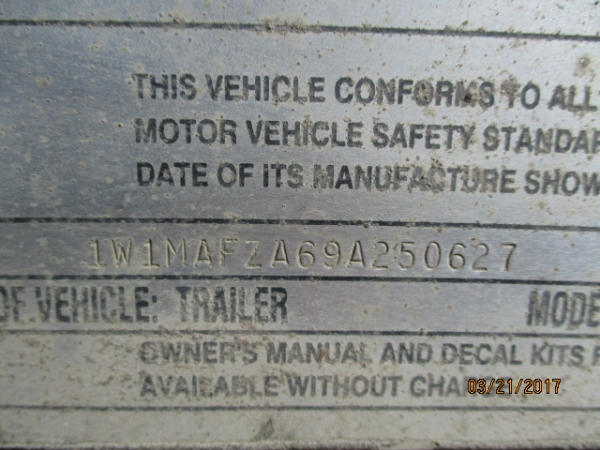 THIS VEHICLE CONFORMS TO ALL
MOTOR VEHICLE SAFETY STANDAR
DATE OF ITS MANUFACTURE SHOW
1W1MAFZA69A250627
OF VEHICLE: TRAILER MODE
OWNER'S MANUAL AND DECAL KITS
AVAILABLE WITHOUT CHAR
03/21/2017